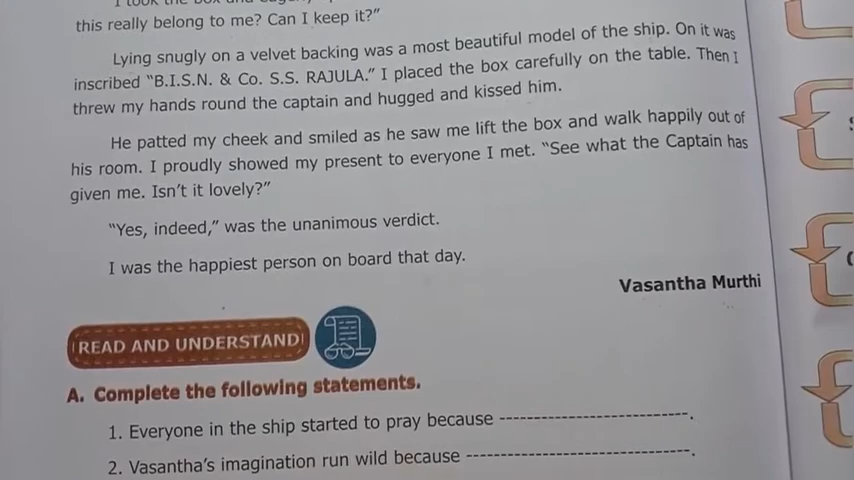 this really belong to me? Can I keep it?"
Lying snugly on a velvet backing was a most beautiful model of the ship. On it was
inscribed "B.I.S.N. & Co. S.S. RAJULA." I placed the box carefully on the table. Then I
threw my hands round the captain and hugged and kissed him.
He patted my cheek and smiled as he saw me lift the box and walk happily out of
his room. I proudly showed my present to everyone I met. "See what the Captain has
given me. Isn't it lovely?"
"Yes, indeed," was the unanimous verdict.
I was the happiest person on board that day.
Vasantha Murthi
READ AND UNDERSTAND
A. Complete the following statements.
1. Everyone in the ship started to pray because ------------------------------.
2. Vasantha's imagination run wild because -----------------------------------.